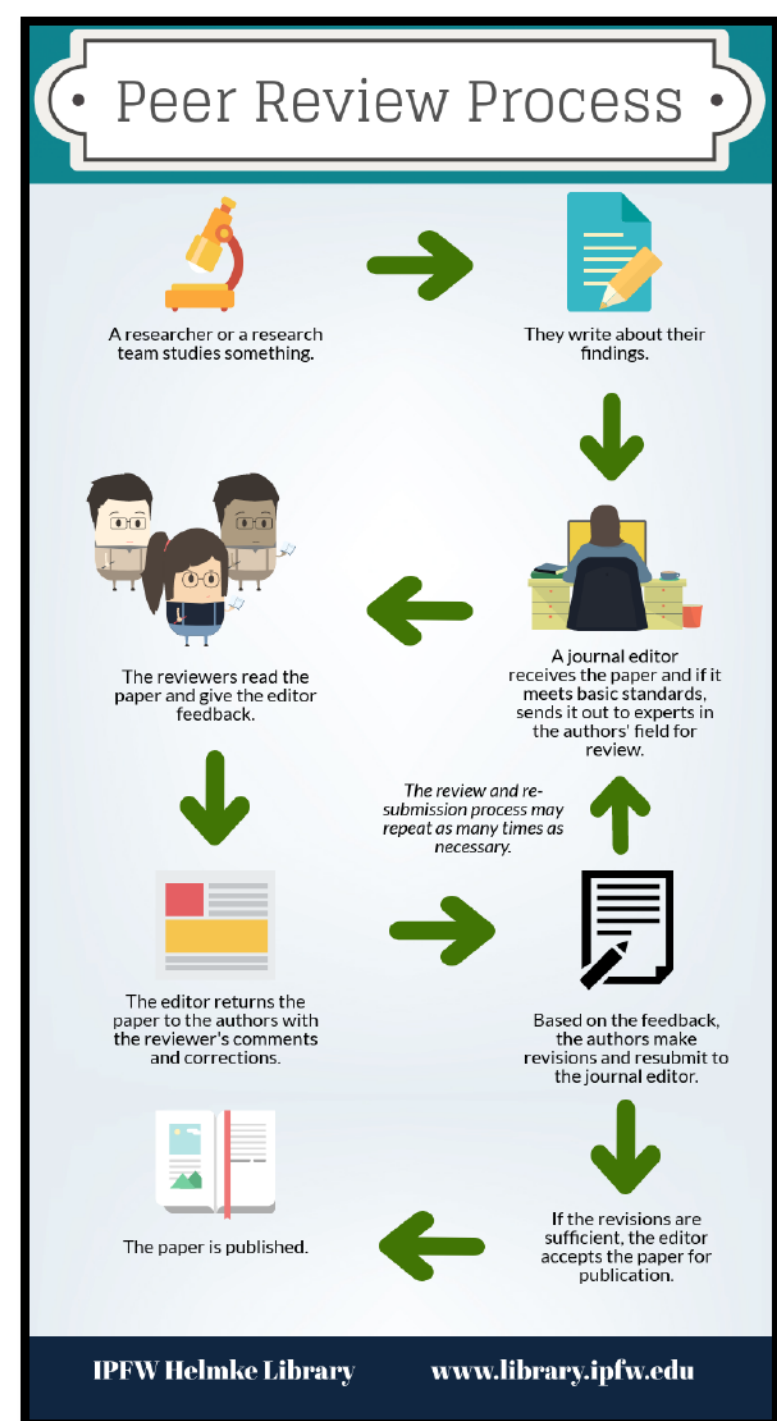 Peer Review Process
A researcher or a research
team studies something.
They write about their
findings.
A journal editor
receives the paper and if it
meets basic standards,
sends it out to experts in
the authors' field for
review.
The reviewers read the
paper and give the editor
feedback.
The editor returns the
paper to the authors with
the reviewer's comments
and corrections.
Based on the feedback,
the authors make
revisions and resubmit to
the journal editor.
The review and re-
submission process may
repeat as many times as
necessary.
If the revisions are
sufficient, the editor
accepts the paper for
publication.
The paper is published.
IPFW Helmke Library
www.library.ipfw.edu